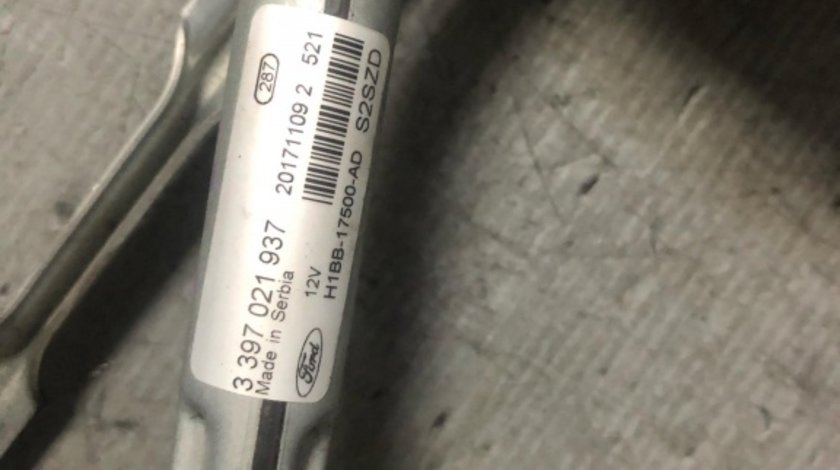 287
3 397 021 937 20171109 2 521
Made in Serbia
12V
Ford H1BB-17500-AD S2SZD